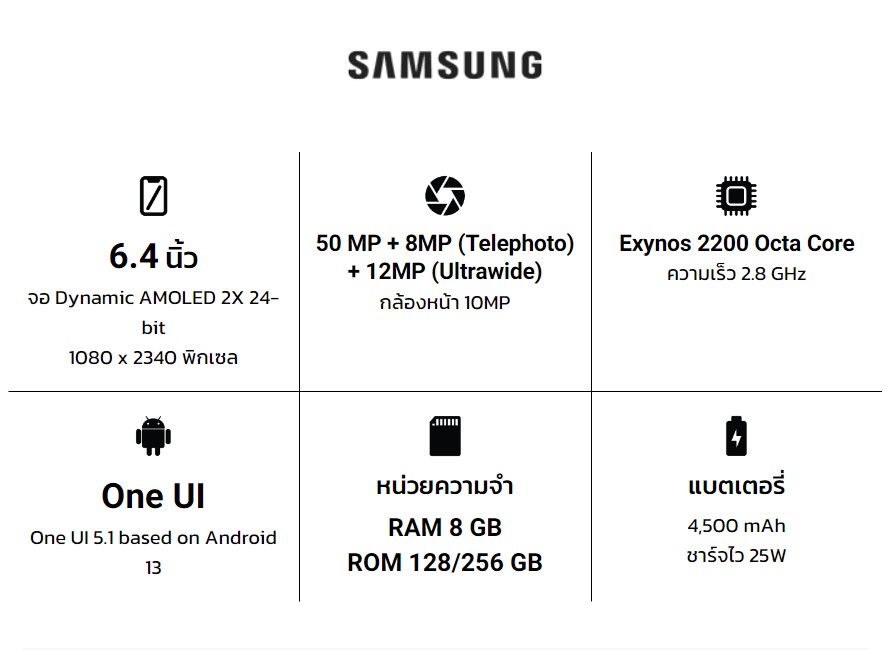 SAMSUNG
6.4 นิ้ว
จอ Dynamic AMOLED 2X 24-
bit
1080 x 2340 พิกเซล
50 MP + 8MP (Telephoto)
+ 12MP (Ultrawide)
กล้องหน้า 10MP
Exynos 2200 Octa Core
ความเร็ว 2.8 GHz
One UI
One UI 5.1 based on Android
13
หน่วยความจำ
RAM 8 GB
ROM 128/256 GB
แบตเตอรี่
4,500 mAh
ชาร์จไว 25W